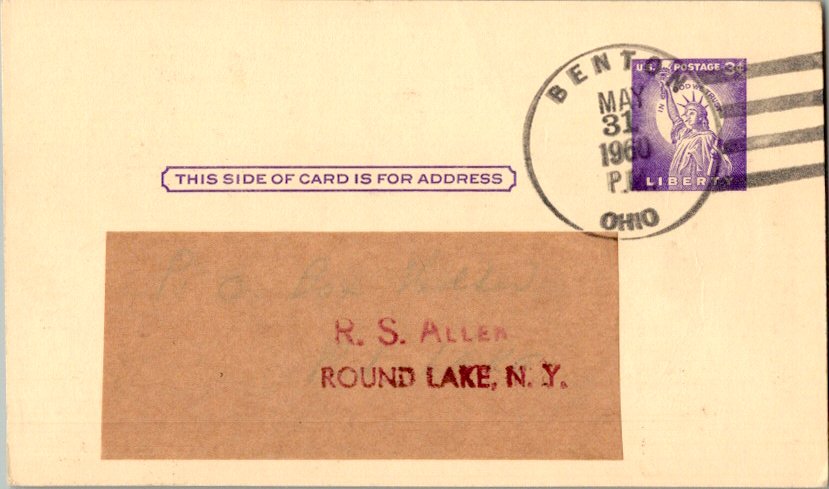 BENTON
MAY
31
1960
P.M
OHIO
U.S. POSTAGE 3¢
IN GOD WE TRUST
LIBERTY
THIS SIDE OF CARD IS FOR ADDRESS
P. O. Box
R. S. ALLEN
ROUND LAKE, N. Y.